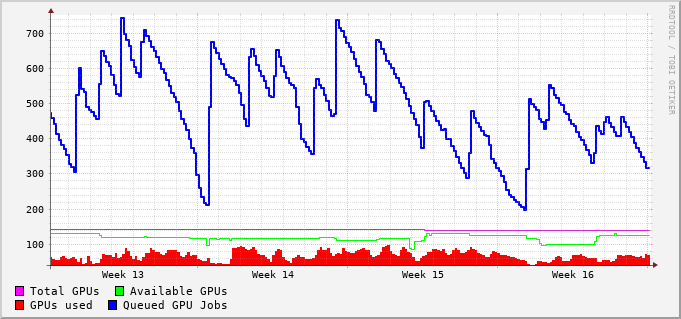 700
600
500
400
300
200
100
Week 13 Week 14 Week 15 Week 16
Total GPUs Available GPUs
GPUs used Queued GPU Jobs
RRDTOOL / TOBI OETIKER